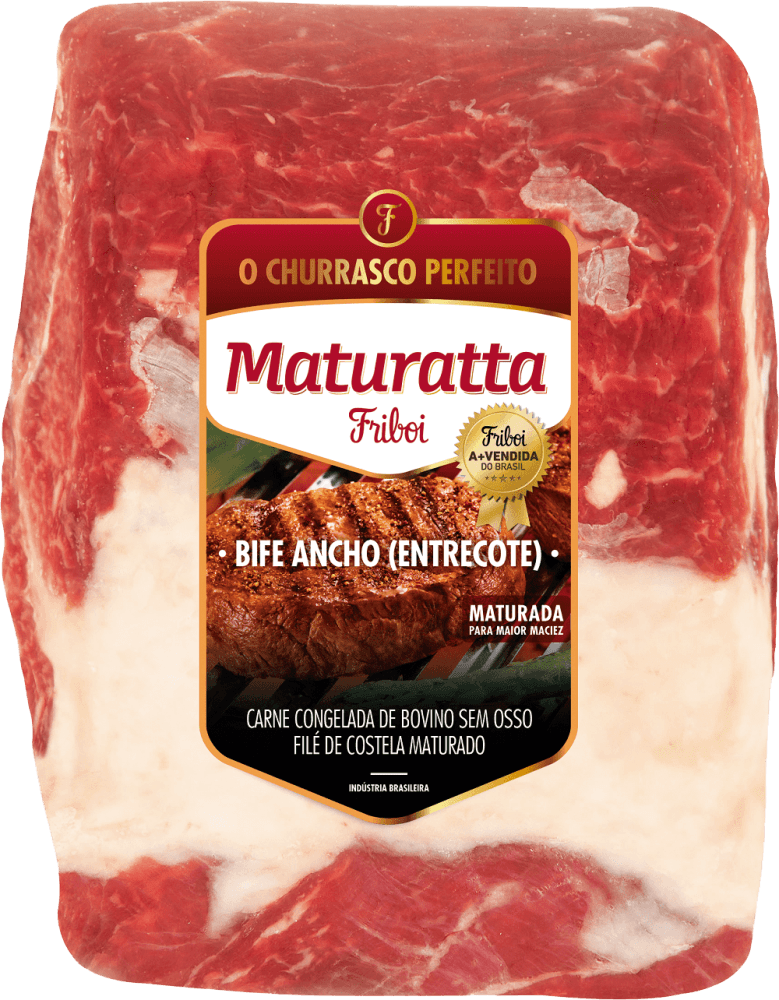 F
O CHURRASCO PERFEITO
Maturatta
Friboi
Friboi
A+VENDIDA
DO BRASIL
• BIFE ANCHO (ENTRECOTE) •
MATURADA
PARA MAIOR MACIEZ
CARNE CONGELADA DE BOVINO SEM OSSO
FILÉ DE COSTELA MATURADO
INDÚSTRIA BRASILEIRA